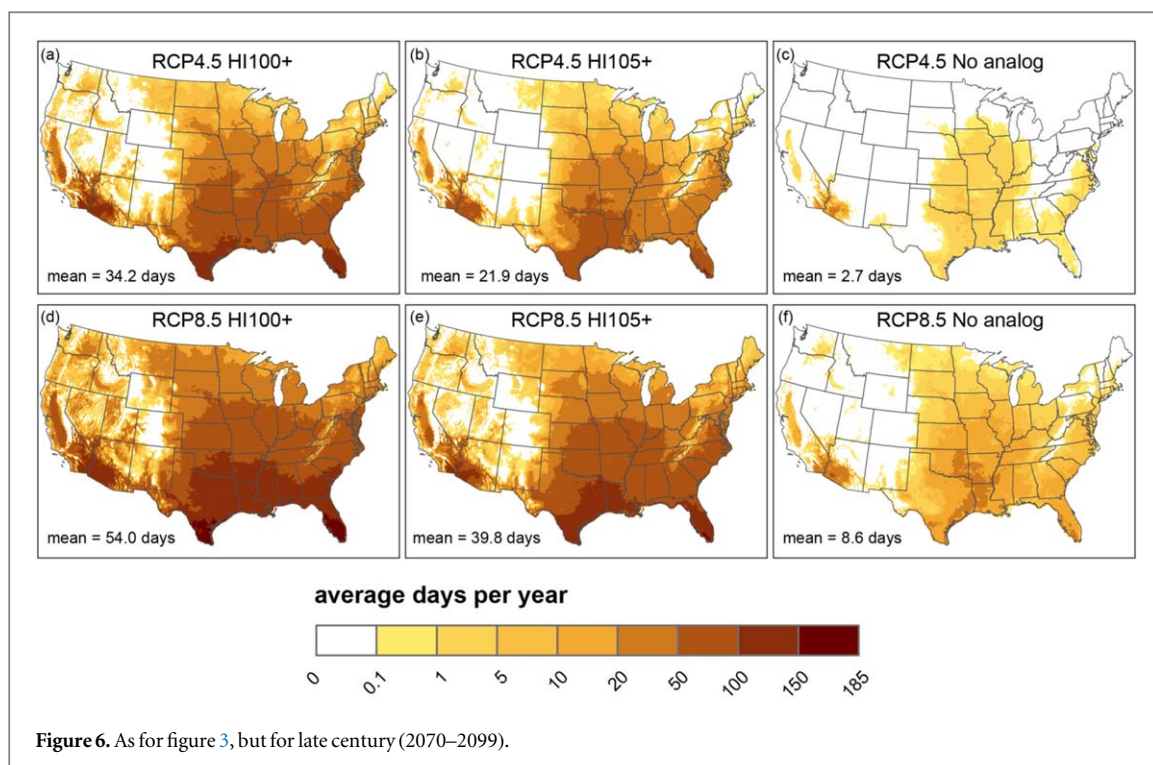 (a) RCP4.5 HI100+
mean = 34.2 days
(b) RCP4.5 HI105+
mean = 21.9 days
(c) RCP4.5 No analog
mean = 2.7 days
(d) RCP8.5 HI100+
mean = 54.0 days
(e) RCP8.5 HI105+
mean = 39.8 days
(f) RCP8.5 No analog
mean = 8.6 days
average days per year
0 0.1 1 5 10 20 50 100 150 185
Figure 6. As for figure 3, but for late century (2070–2099).